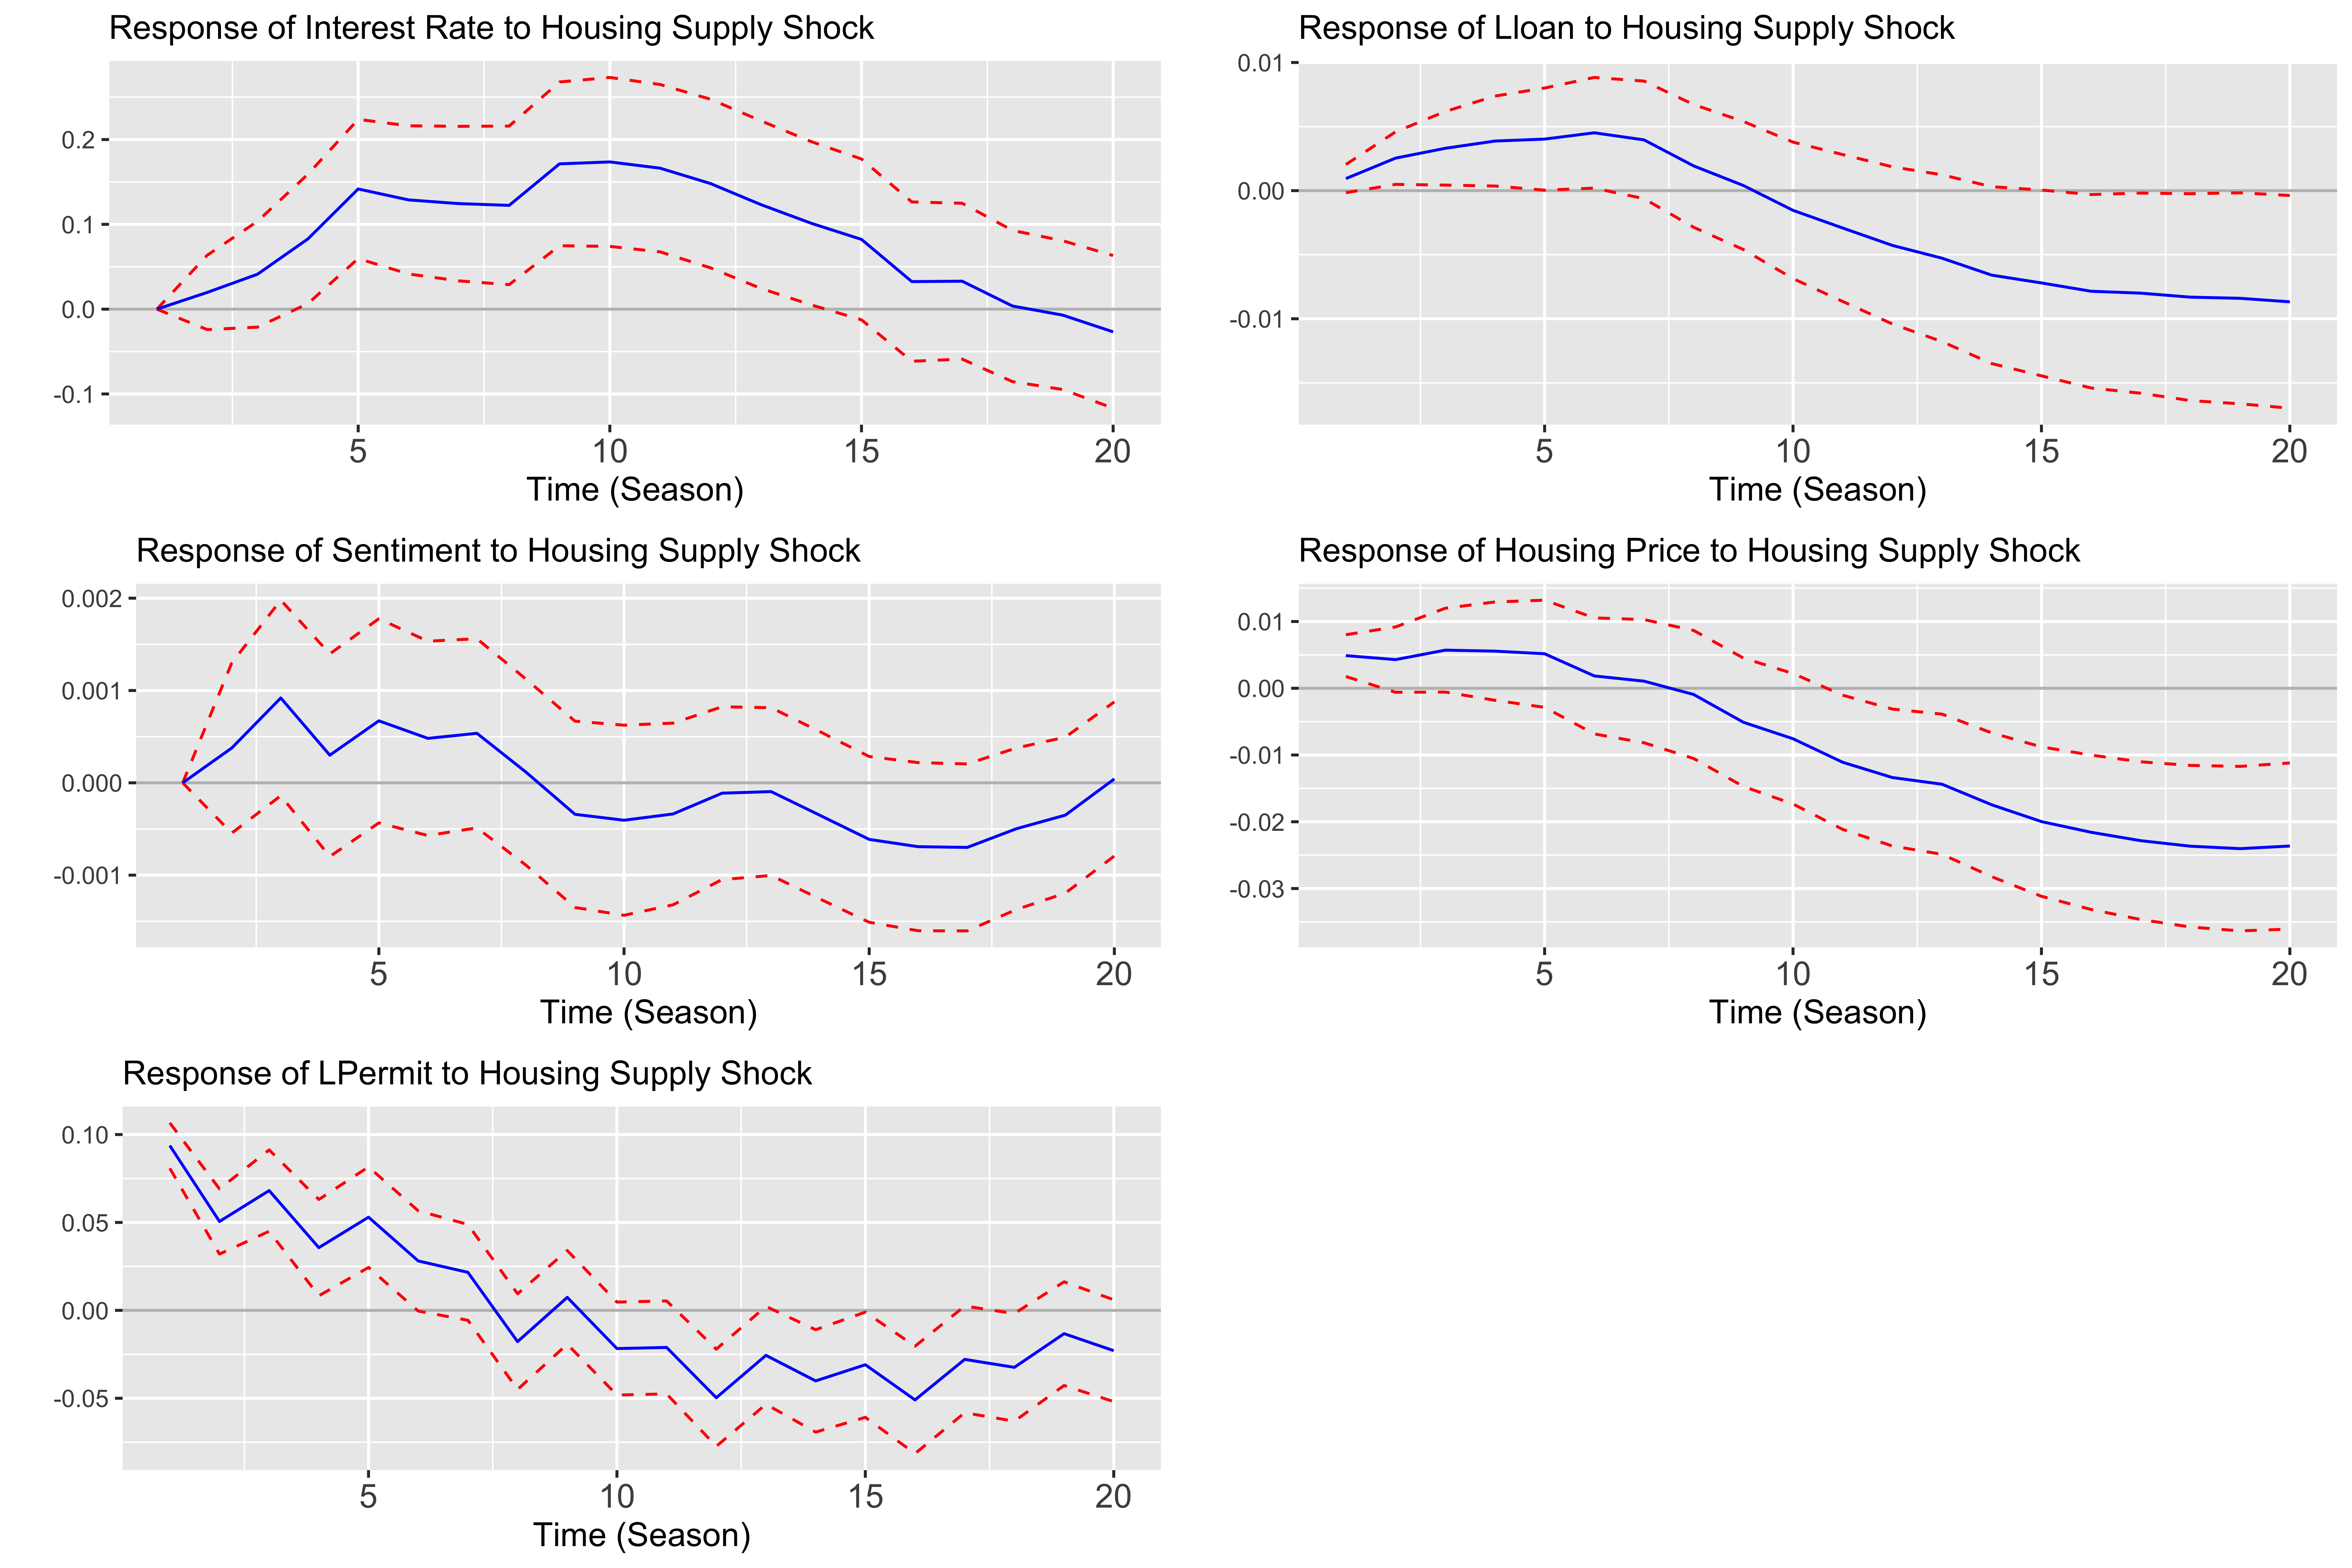 Response of Interest Rate to Housing Supply Shock
0.2
0.1
0.0
-0.1
5 10 15 20
Time (Season)
Response of Lloan to Housing Supply Shock
0.01
0.00
-0.01
5 10 15 20
Time (Season)
Response of Sentiment to Housing Supply Shock
0.002
0.001
0.000
-0.001
5 10 15 20
Time (Season)
Response of Housing Price to Housing Supply Shock
0.01
0.00
-0.01
-0.02
-0.03
5 10 15 20
Time (Season)
Response of LPermit to Housing Supply Shock
0.10
0.05
0.00
-0.05
5 10 15 20
Time (Season)